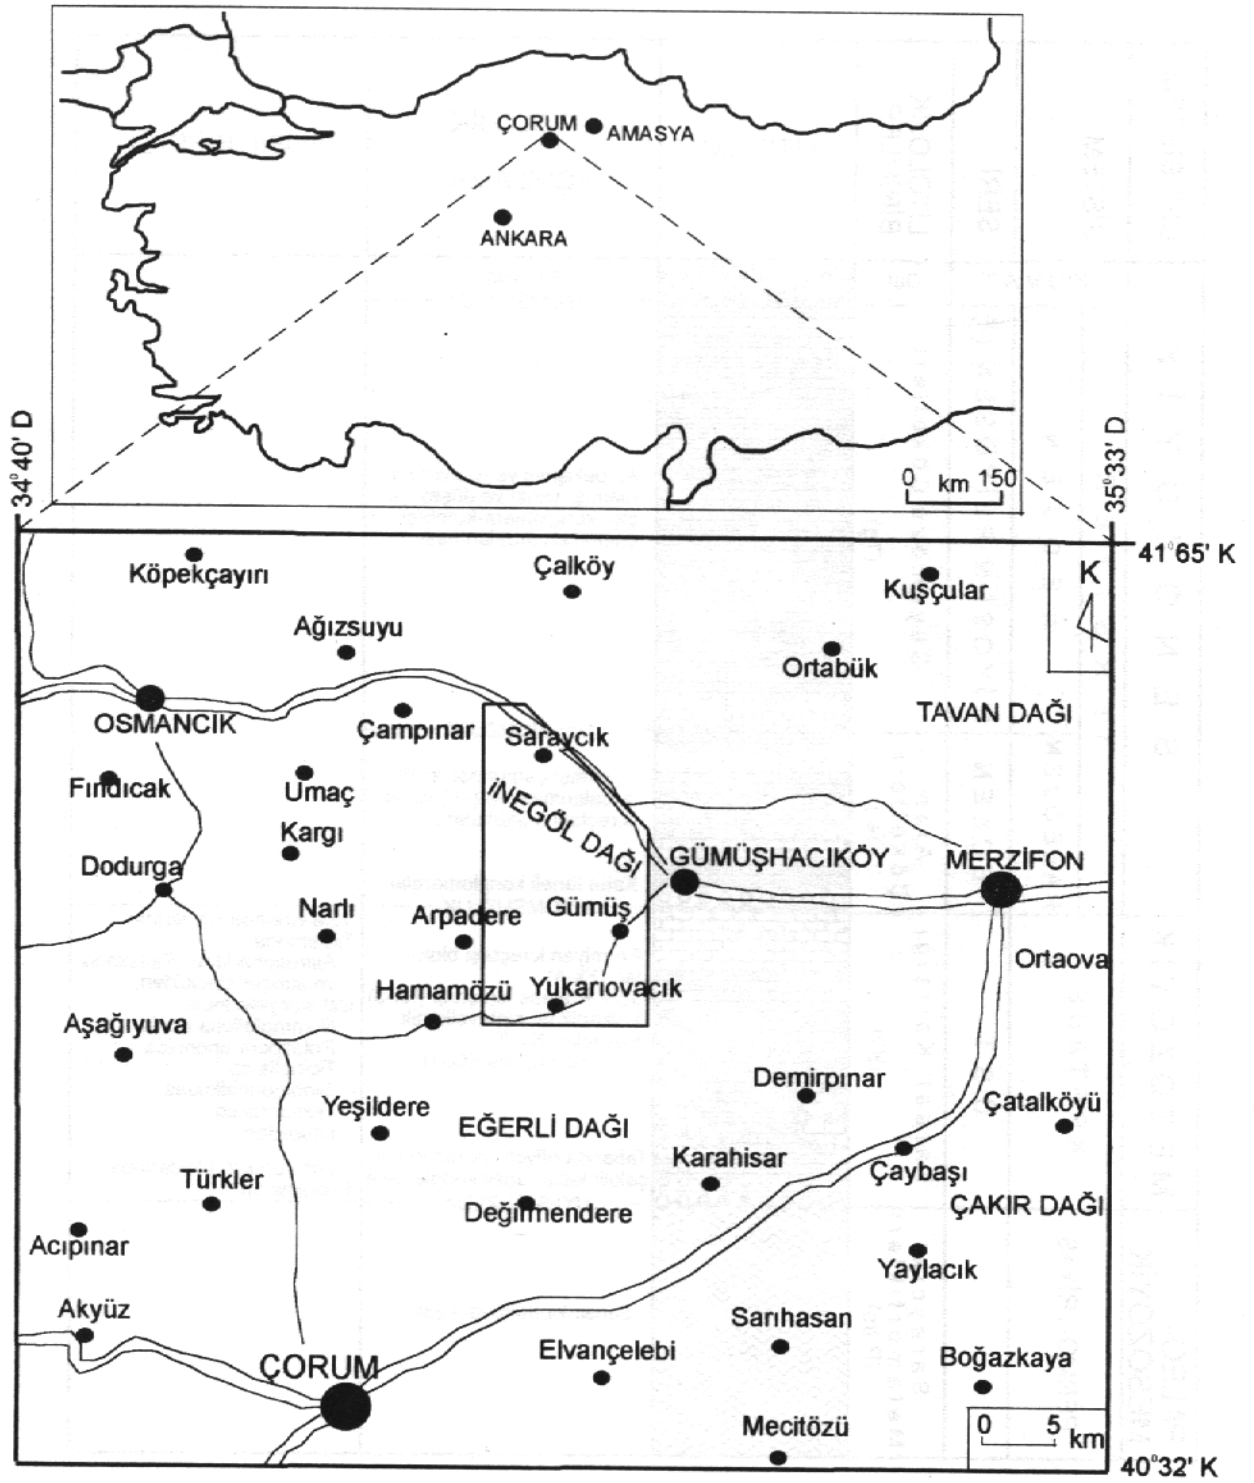 ÇORUM
AMASYA
ANKARA
0 km 150
34°40' D
35°33' D
41°65' K
Köpekçayırı
Çalköy
Kuşçular
K
Ağızsuyu
Ortabük
OSMANCIK
Çampınar
Saraycık
TAVAN DAĞI
Fındıcak
Umaç
İNEGÖL DAĞI
Kargı
Dodurga
GÜMÜŞHACIKÖY
MERZİFON
Narlı
Arpadere
Gümüş
Ortaova
Hamamözü
Yukarıovacık
Aşağıyuva
Demirpınar
Yeşildere
EĞERLİ DAĞI
Çatalköyü
Karahisar
Çaybaşı
Türkler
Değirmendere
ÇAKIR DAĞI
Acıpınar
Yaylacık
Akyüz
Sarıhasan
ÇORUM
Elvançelebi
Boğazkaya
Mecitözü
0 5
km
40°32' K